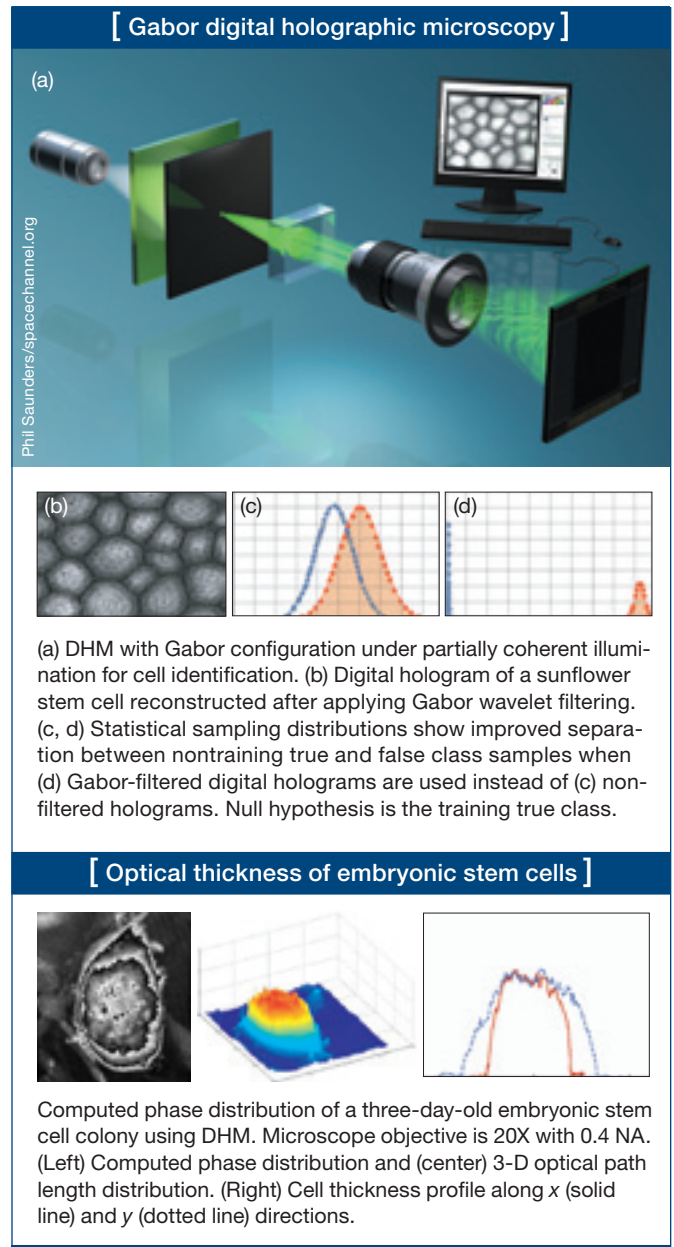 [ Gabor digital holographic microscopy ]
(a)
Phil Saunders/spacechannel.org
(b)
(c)
(d)
(a) DHM with Gabor configuration under partially coherent illumi-
nation for cell identification. (b) Digital hologram of a sunflower
stem cell reconstructed after applying Gabor wavelet filtering.
(c, d) Statistical sampling distributions show improved separa-
tion between nontraining true and false class samples when
(d) Gabor-filtered digital holograms are used instead of (c) non-
filtered holograms. Null hypothesis is the training true class.
[ Optical thickness of embryonic stem cells ]
Computed phase distribution of a three-day-old embryonic stem
cell colony using DHM. Microscope objective is 20X with 0.4 NA.
(Left) Computed phase distribution and (center) 3-D optical path
length distribution. (Right) Cell thickness profile along x (solid
line) and y (dotted line) directions.